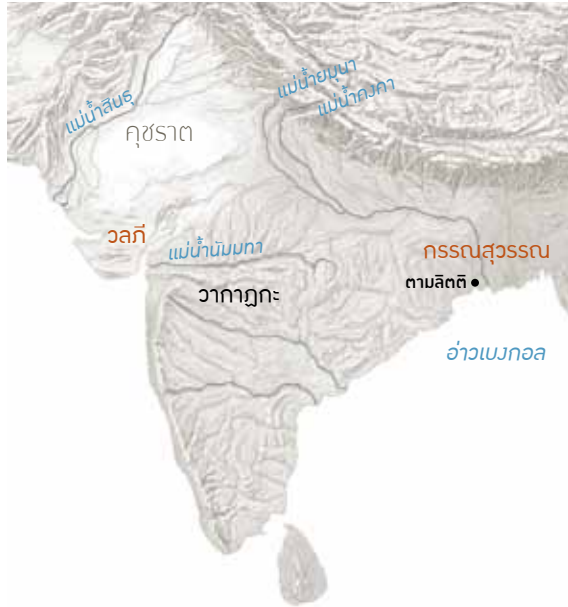 แม่น้ำยมุนา
แม่น้ำคงคา
แม่น้ำสินธุ
คุชราต
วลภี
แม่น้ำนัมมทา
กรรณสุวรรณ
ตามลิตติ
วากาฏกะ
อ่าวเบงกอล